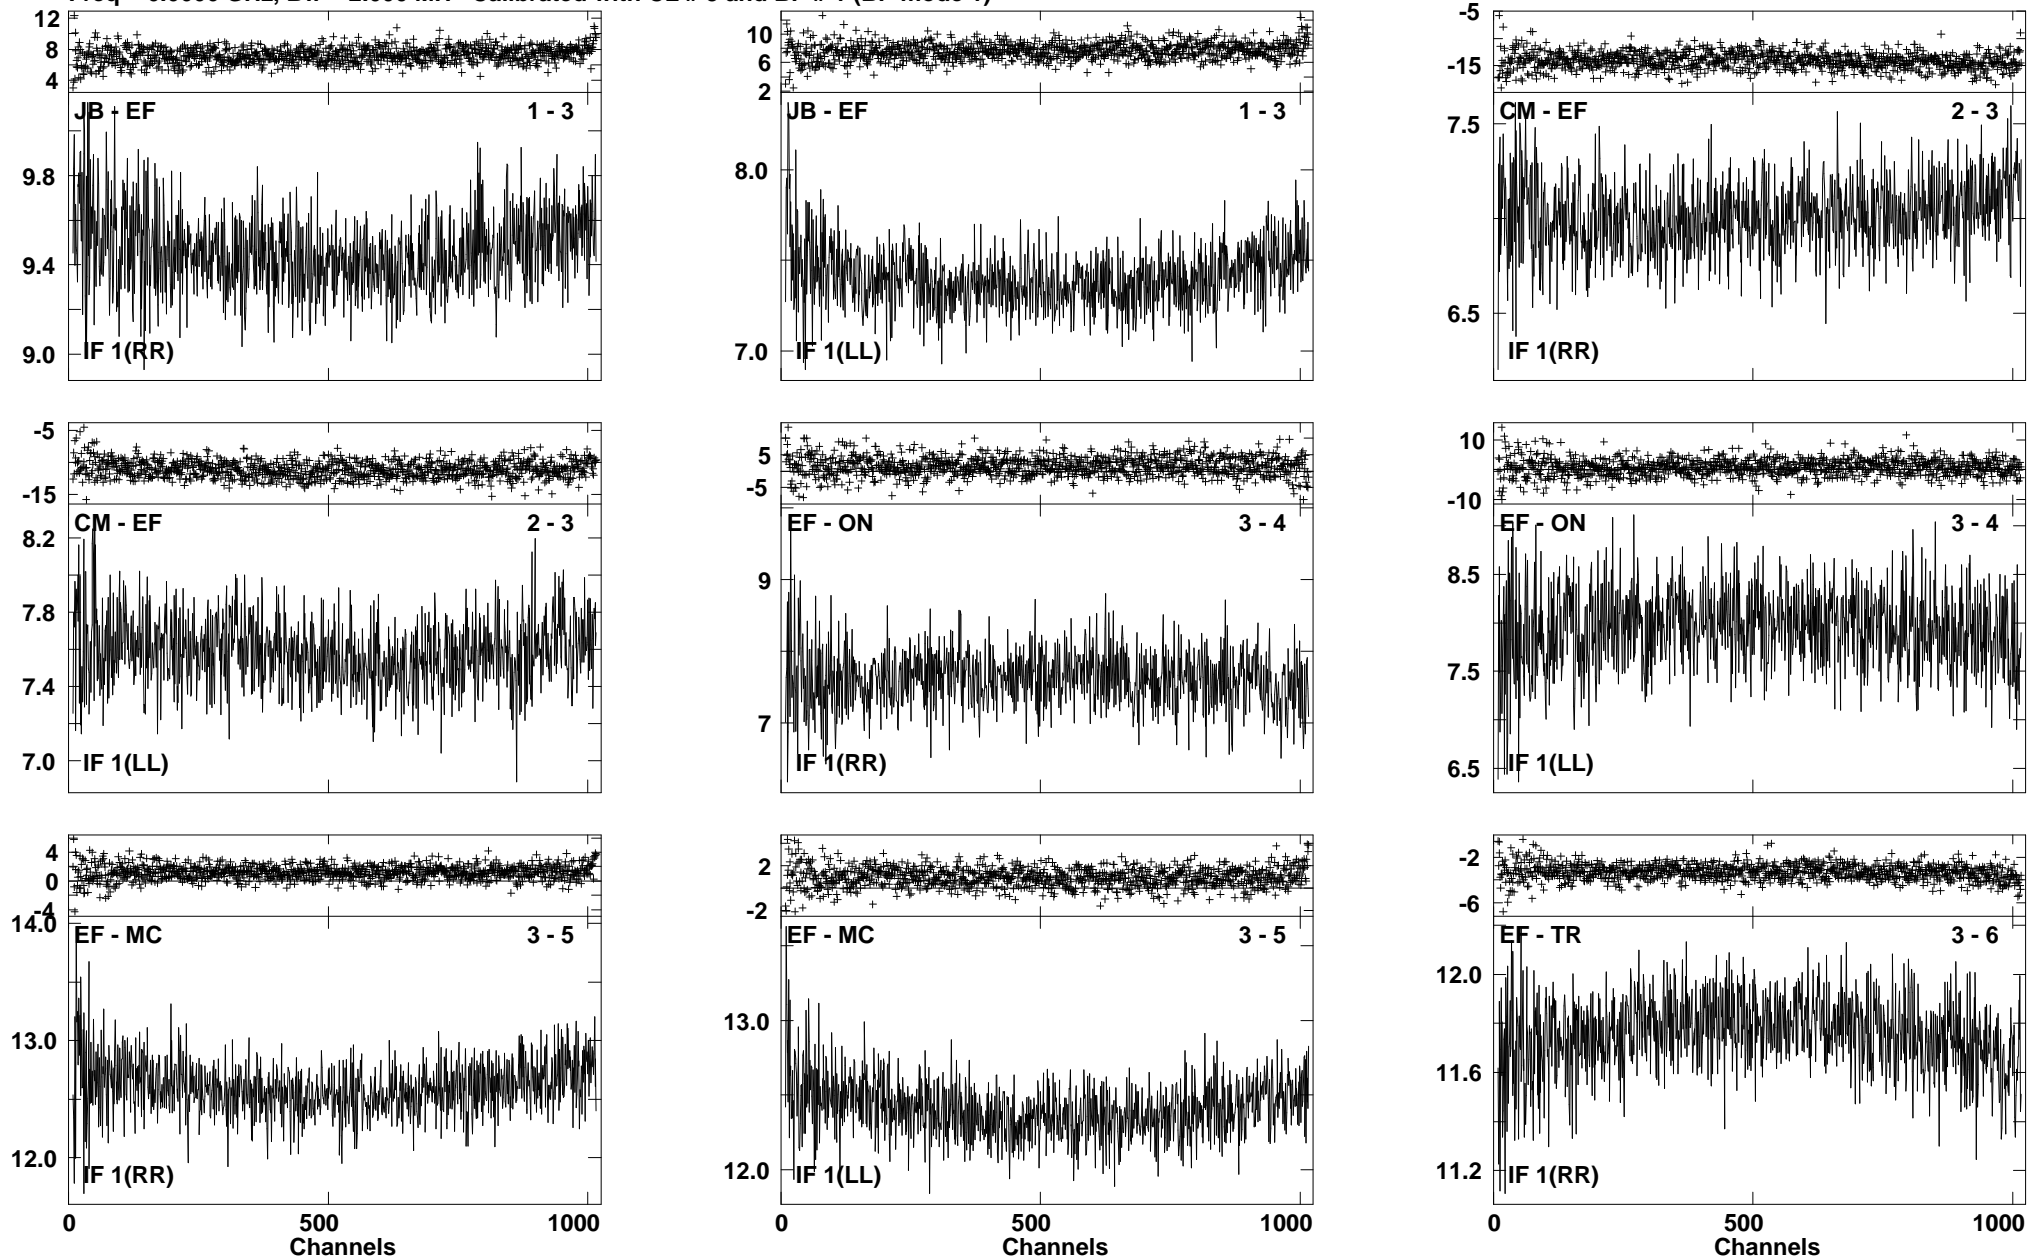 12 10 -5
8 6 -15
4 2
JB - EF 1 - 3 JB - EF 1 - 3 CM - EF 2 - 3
9.8 8.0 7.5
9.4
9.0 7.0 6.5
IF 1(RR) IF 1(LL) IF 1(RR)
-5 5 10
-15 -5 -10
CM - EF 2 - 3 EF - ON 3 - 4 EF - ON 3 - 4
8.2 9 8.5
7.8
7.4 7 7.5
7.0 6.5
IF 1(LL) IF 1(RR) IF 1(LL)
4 2 -2
0 -2 -6
-4
14.0
EF - MC 3 - 5 EF - MC 3 - 5 EF - TR 3 - 6
13.0 13.0 12.0
11.6
12.0 12.0 11.2
IF 1(RR) IF 1(LL) IF 1(RR)
0 500 1000 0 500 1000 0 500 1000
Channels Channels Channels